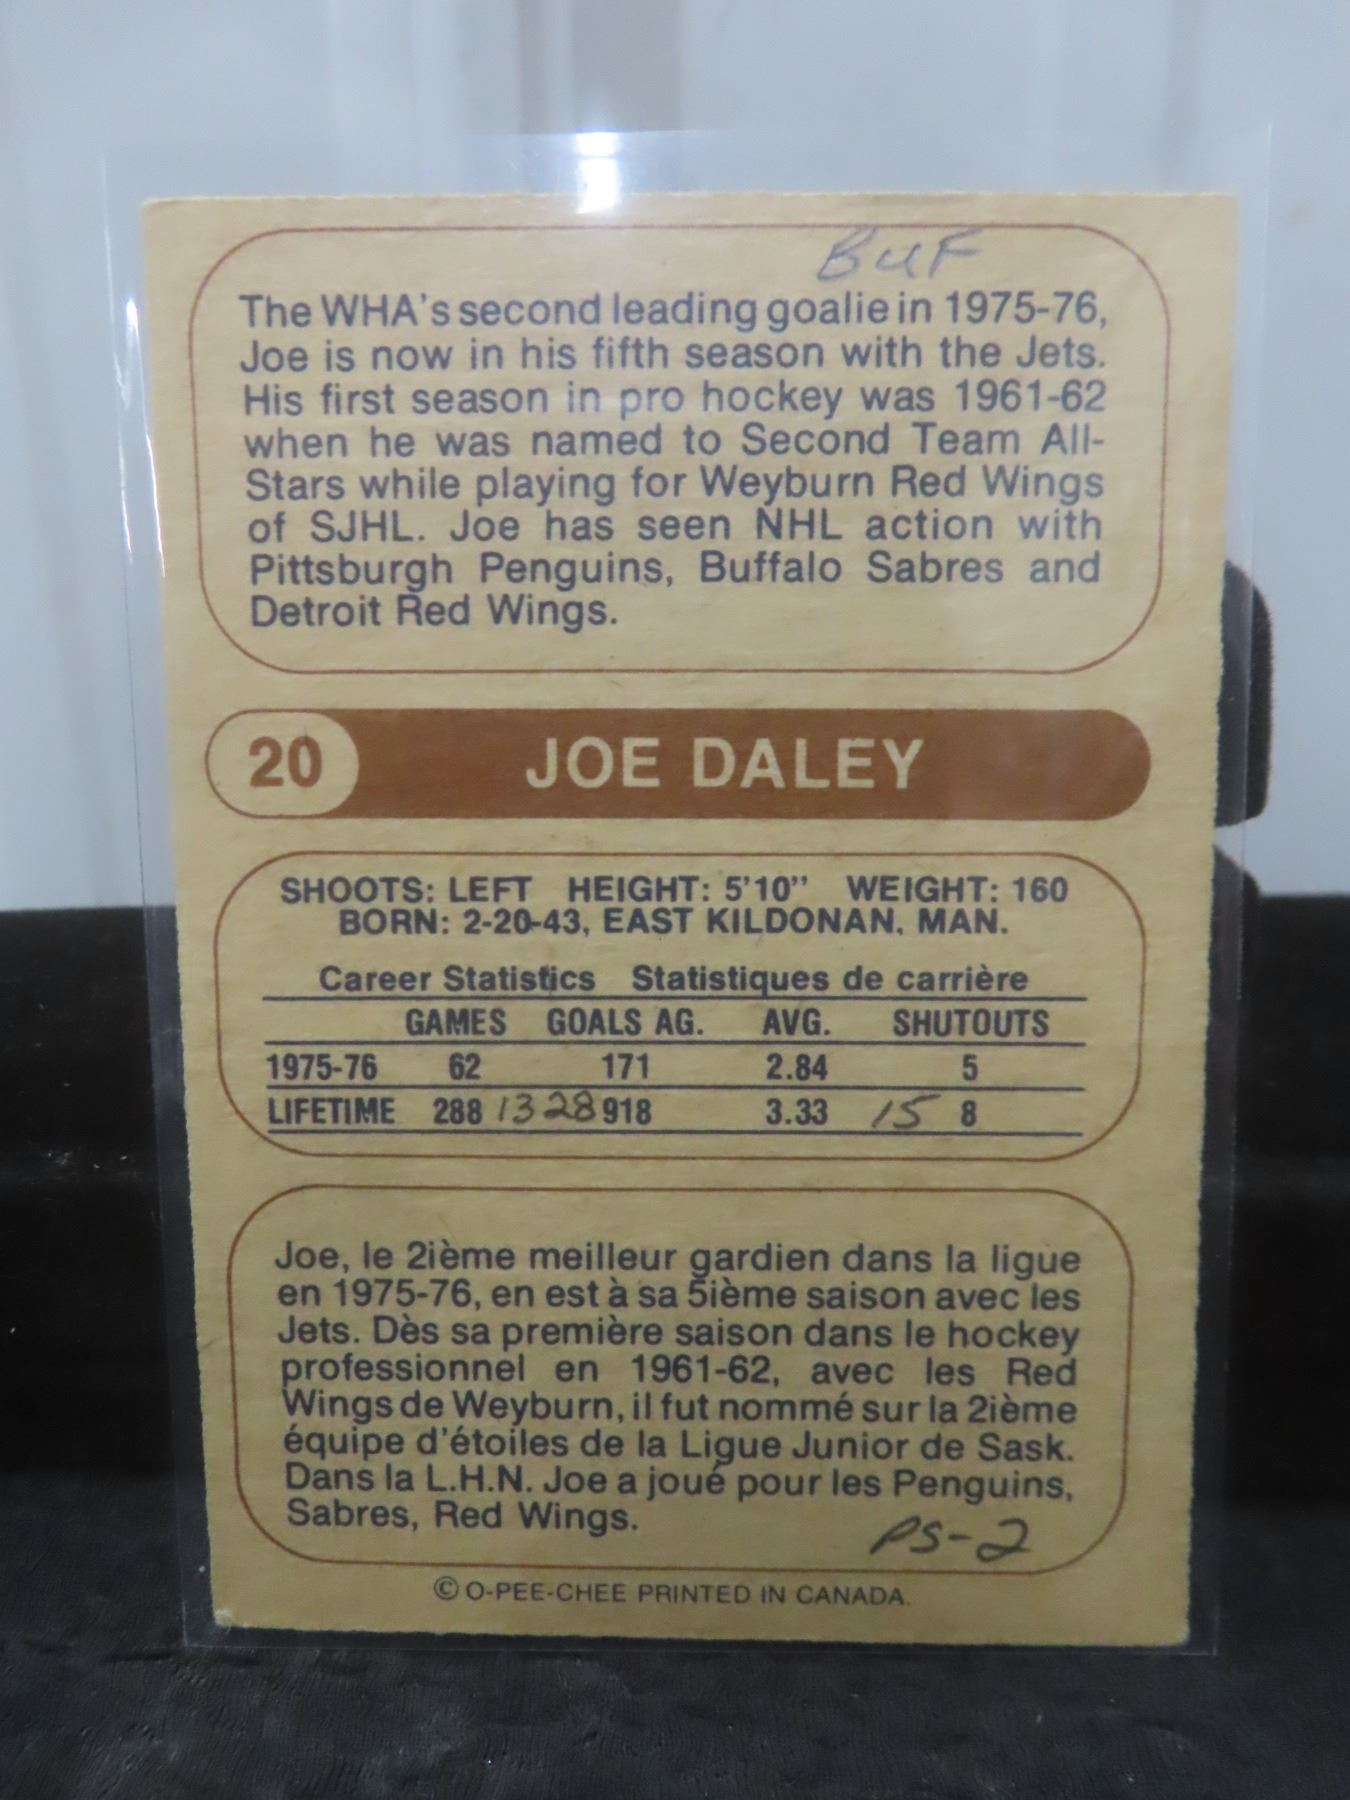 BUF
The WHA's second leading goalie in 1975-76,
Joe is now in his fifth season with the Jets.
His first season in pro hockey was 1961-62
when he was named to Second Team All-
Stars while playing for Weyburn Red Wings
of SJHL. Joe has seen NHL action with
Pittsburgh Penguins, Buffalo Sabres and
Detroit Red Wings.
20 JOE DALEY
SHOOTS: LEFT HEIGHT: 5'10" WEIGHT: 160
BORN: 2-20-43, EAST KILDONAN, MAN.
Career Statistics Statistiques de carrière
GAMES GOALS AG. AVG. SHUTOUTS
1975-76 62 171 2.84 5
LIFETIME 288 1328 918 3.33 15 8
Joe, le 2ième meilleur gardien dans la ligue
en 1975-76, en est à sa 5ième saison avec les
Jets. Dès sa première saison dans le hockey
professionnel en 1961-62, avec les Red
Wings de Weyburn, il fut nommé sur la 2ième
équipe d'étoiles de la Ligue Junior de Sask.
Dans la L.H.N. Joe a joué pour les Penguins,
Sabres, Red Wings.
PS-2
© O-PEE-CHEE PRINTED IN CANADA.